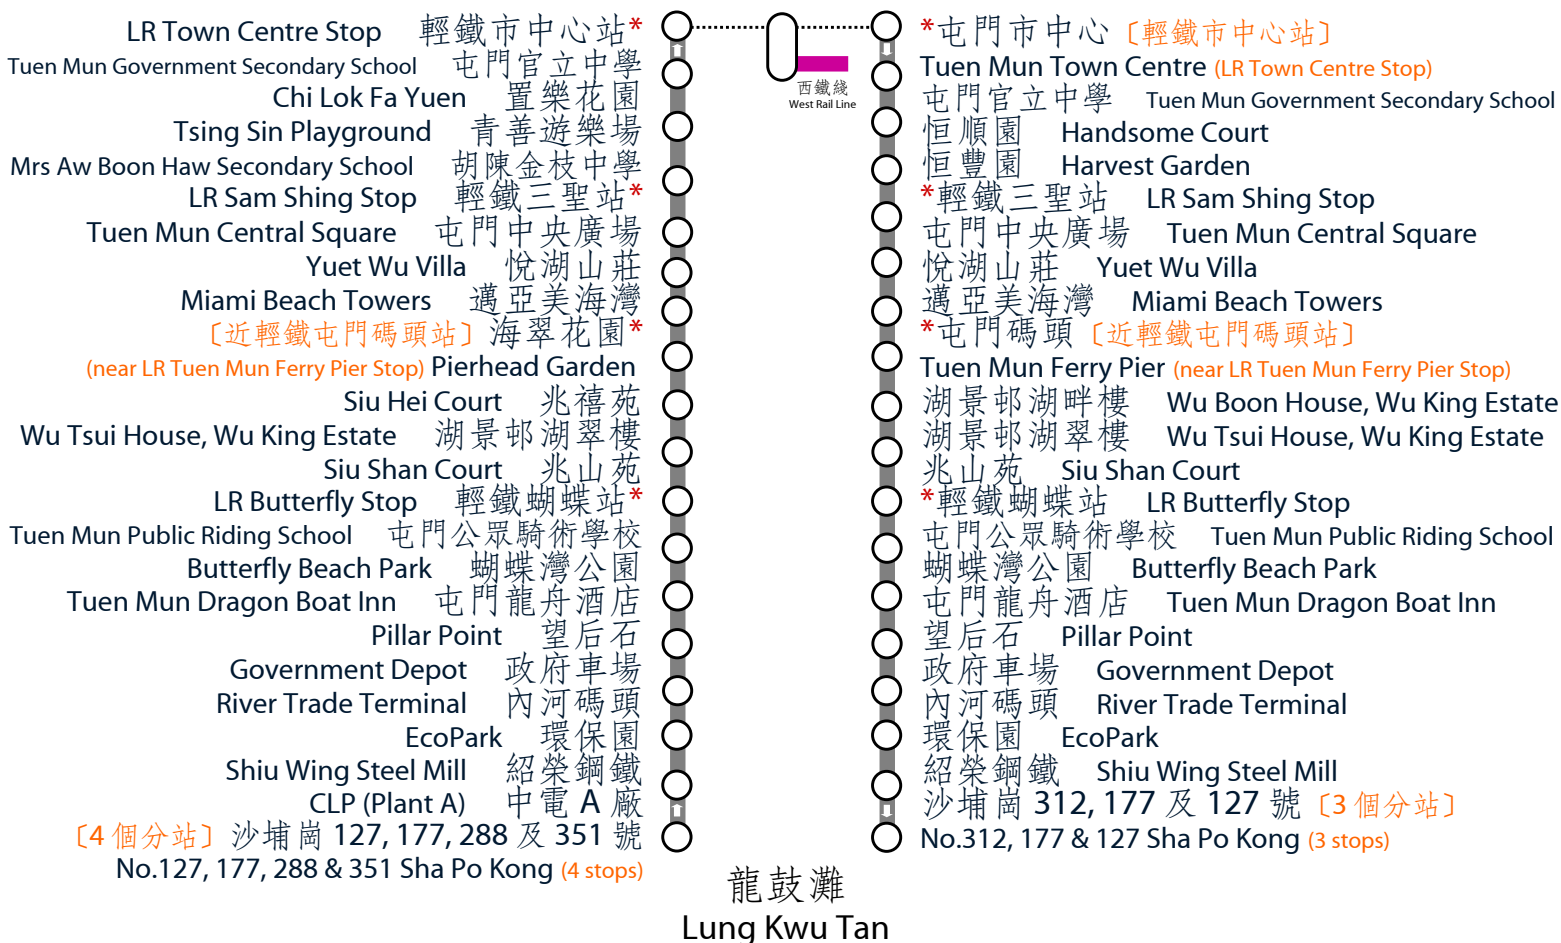 LR Town Centre Stop 輕鐵市中心站*
Tuen Mun Government Secondary School 屯門官立中學
Chi Lok Fa Yuen 置樂花園
Tsing Sin Playground 青善遊樂場
Mrs Aw Boon Haw Secondary School 胡陳金枝中學
LR Sam Shing Stop 輕鐵三聖站*
Tuen Mun Central Square 屯門中央廣場
Yuet Wu Villa 悅湖山莊
Miami Beach Towers 邁亞美海灣
〔近輕鐵屯門碼頭站〕海翠花園*
(near LR Tuen Mun Ferry Pier Stop) Pierhead Garden
Siu Hei Court 兆禧苑
Wu Tsui House, Wu King Estate 湖景邨湖翠樓
Siu Shan Court 兆山苑
LR Butterfly Stop 輕鐵蝴蝶站*
Tuen Mun Public Riding School 屯門公眾騎術學校
Butterfly Beach Park 蝴蝶灣公園
Tuen Mun Dragon Boat Inn 屯門龍舟酒店
Pillar Point 望后石
Government Depot 政府車場
River Trade Terminal 內河碼頭
EcoPark 環保園
Shiu Wing Steel Mill 紹榮鋼鐵
CLP (Plant A) 中電 A 廠
〔4 個分站〕沙埔崗 127, 177, 288 及 351 號
No.127, 177, 288 & 351 Sha Po Kong (4 stops)
西鐵綫
West Rail Line
*屯門市中心〔輕鐵市中心站〕
Tuen Mun Town Centre (LR Town Centre Stop)
屯門官立中學 Tuen Mun Government Secondary School
恒順園 Handsome Court
恒豐園 Harvest Garden
*輕鐵三聖站 LR Sam Shing Stop
屯門中央廣場 Tuen Mun Central Square
悅湖山莊 Yuet Wu Villa
邁亞美海灣 Miami Beach Towers
*屯門碼頭〔近輕鐵屯門碼頭站〕
Tuen Mun Ferry Pier (near LR Tuen Mun Ferry Pier Stop)
湖景邨湖畔樓 Wu Boon House, Wu King Estate
湖景邨湖翠樓 Wu Tsui House, Wu King Estate
兆山苑 Siu Shan Court
*輕鐵蝴蝶站 LR Butterfly Stop
屯門公眾騎術學校 Tuen Mun Public Riding School
蝴蝶灣公園 Butterfly Beach Park
屯門龍舟酒店 Tuen Mun Dragon Boat Inn
望后石 Pillar Point
政府車場 Government Depot
內河碼頭 River Trade Terminal
環保園 EcoPark
紹榮鋼鐵 Shiu Wing Steel Mill
沙埔崗 312, 177 及 127 號〔3 個分站〕
No.312, 177 & 127 Sha Po Kong (3 stops)
龍鼓灘
Lung Kwu Tan